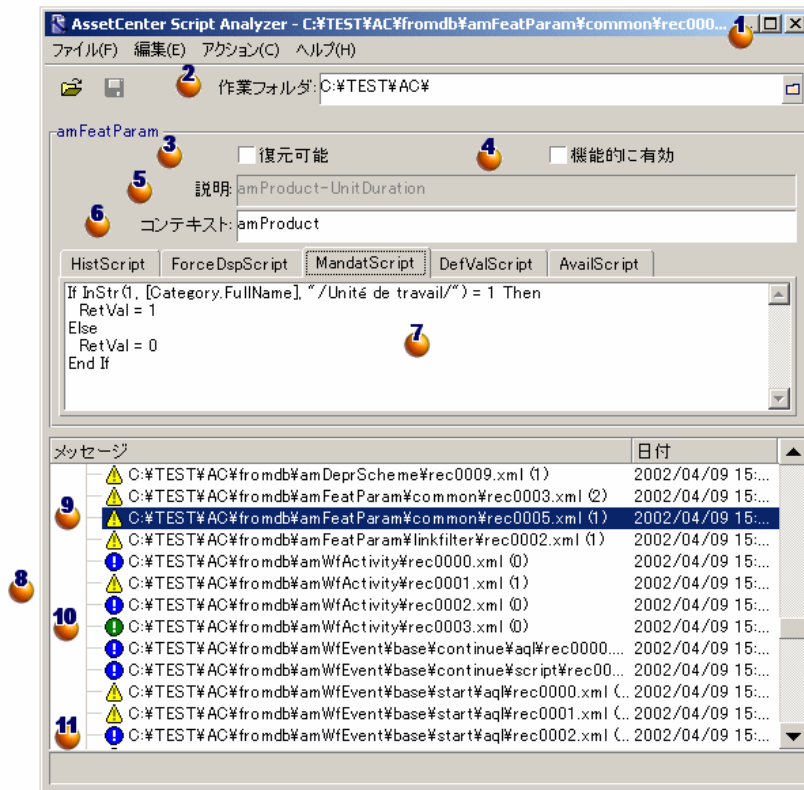 AssetCenter Script Analyzer - C:¥TEST¥AC¥fromdb¥amFeatParam¥common¥rec000...
1
ファイル(F) 編集(E) アクション(C) ヘルプ(H)
2
作業フォルダ: C:¥TEST¥AC¥
amFeatParam
3
復元可能
4
機能的に有効
5
説明: amProduct-UnitDuration
6
コンテキスト: amProduct
HistScript ForceDspScript MandatScript DefValScript AvailScript
If InStr(1, [Category.FullName], "/Unité de travail/") = 1 Then
RetVal = 1
Else
RetVal = 0
End If
7
メッセージ 日付
C:¥TEST¥AC¥fromdb¥amDeprScheme¥rec0009.xml (1) 2002/04/09 15:...
C:¥TEST¥AC¥fromdb¥amFeatParam¥common¥rec0003.xml (2) 2002/04/09 15:...
9
C:¥TEST¥AC¥fromdb¥amFeatParam¥common¥rec0005.xml (1) 2002/04/09 15:...
C:¥TEST¥AC¥fromdb¥amFeatParam¥linkfilter¥rec0002.xml (1) 2002/04/09 15:...
C:¥TEST¥AC¥fromdb¥amWfActivity¥rec0000.xml (0) 2002/04/09 15:...
8
C:¥TEST¥AC¥fromdb¥amWfActivity¥rec0001.xml (1) 2002/04/09 15:...
C:¥TEST¥AC¥fromdb¥amWfActivity¥rec0002.xml (0) 2002/04/09 15:...
10
C:¥TEST¥AC¥fromdb¥amWfActivity¥rec0003.xml (0) 2002/04/09 15:...
C:¥TEST¥AC¥fromdb¥amWfEvent¥base¥continue¥aql¥rec0000.... 2002/04/09 15:...
C:¥TEST¥AC¥fromdb¥amWfEvent¥base¥continue¥script¥rec00... 2002/04/09 15:...
C:¥TEST¥AC¥fromdb¥amWfEvent¥base¥start¥aql¥rec0000.xml (... 2002/04/09 15:...
C:¥TEST¥AC¥fromdb¥amWfEvent¥base¥start¥aql¥rec0001.xml (... 2002/04/09 15:...
11
C:¥TEST¥AC¥fromdb¥amWfEvent¥base¥start¥aql¥rec0002.xml (... 2002/04/09 15:...